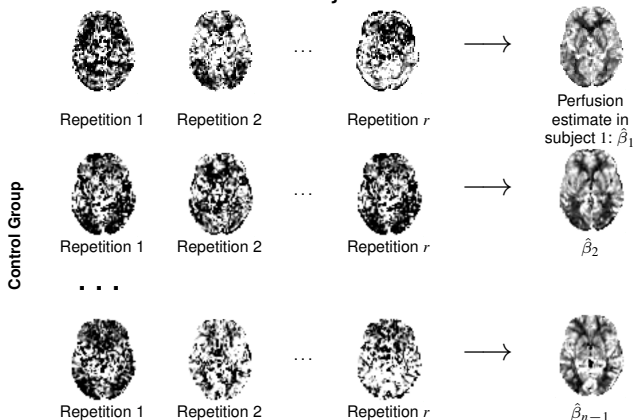 Repetition 1 Repetition 2 ... Repetition r
Perfusion
estimate in
subject 1: β̂₁
Control Group
Repetition 1 Repetition 2 ... Repetition r β̂₂
...
Repetition 1 Repetition 2 ... Repetition r β̂ₙ₋₁